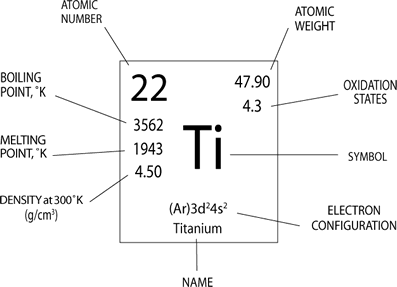 ATOMIC
NUMBER
ATOMIC
WEIGHT
22
47.90
BOILING
POINT, °K
4.3
OXIDATION
STATES
3562
MELTING
POINT, °K
1943
Ti
SYMBOL
4.50
DENSITY at 300°K
(g/cm³)
(Ar)3d²4s²
Titanium
ELECTRON
CONFIGURATION
NAME